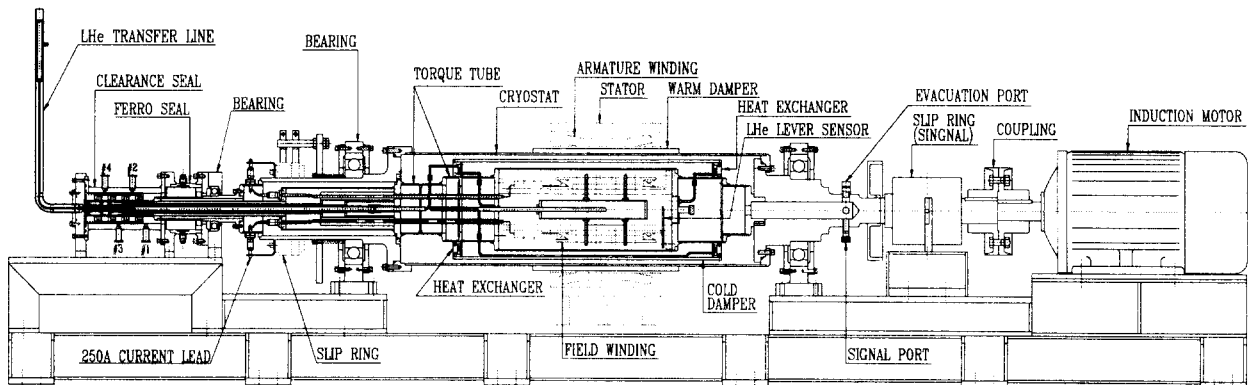 LHe TRANSFER LINE
BEARING
ARMATURE WINDING
CLEARANCE SEAL
TORQUE TUBE
STATOR
CRYOSTAT
WARM DAMPER
HEAT EXCHANGER
EVACUATION PORT
FERRO SEAL
BEARING
LHe LEVER SENSOR
SLIP RING
(SINGNAL)
COUPLING
INDUCTION MOTOR
#4
#2
#3
#1
HEAT EXCHANGER
COLD
DAMPER
250A CURRENT LEAD
SLIP RING
FIELD WINDING
SIGNAL PORT